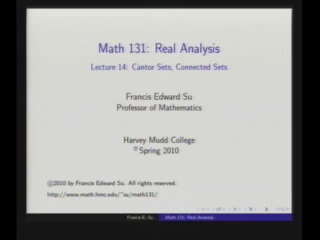 Math 131: Real Analysis
Lecture 14: Cantor Sets, Connected Sets
Francis Edward Su
Professor of Mathematics
Harvey Mudd College
©Spring 2010
©2010 by Francis Edward Su. All rights reserved.
http://www.math.hmc.edu/~su/math131/
Francis E. Su Math 131: Real Analysis